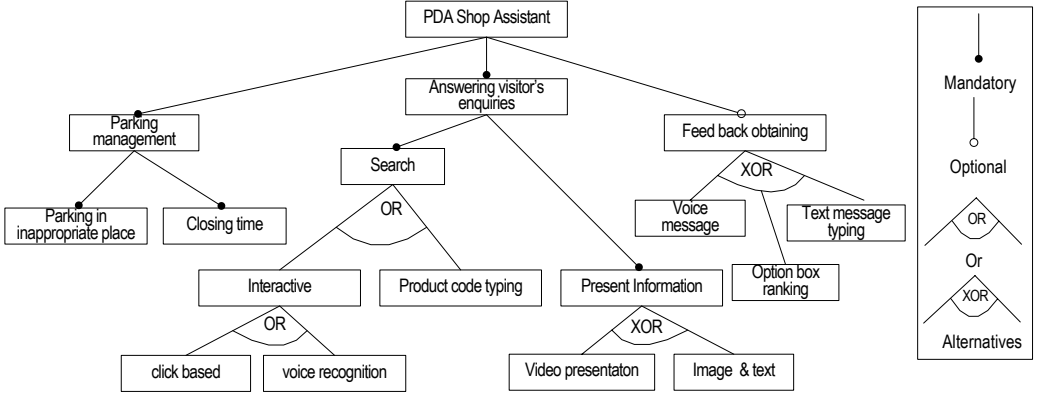 PDA Shop Assistant
Answering visitor's
enquiries
Parking
management
Feed back obtaining
Search
XOR
OR
Parking in
inappropriate place
Closing time
Voice
message
Text message
typing
Option box
ranking
Interactive
Product code typing
Present Information
OR
XOR
click based
voice recognition
Video presentaton
Image & text
Mandatory
Optional
OR
Or
XOR
Alternatives